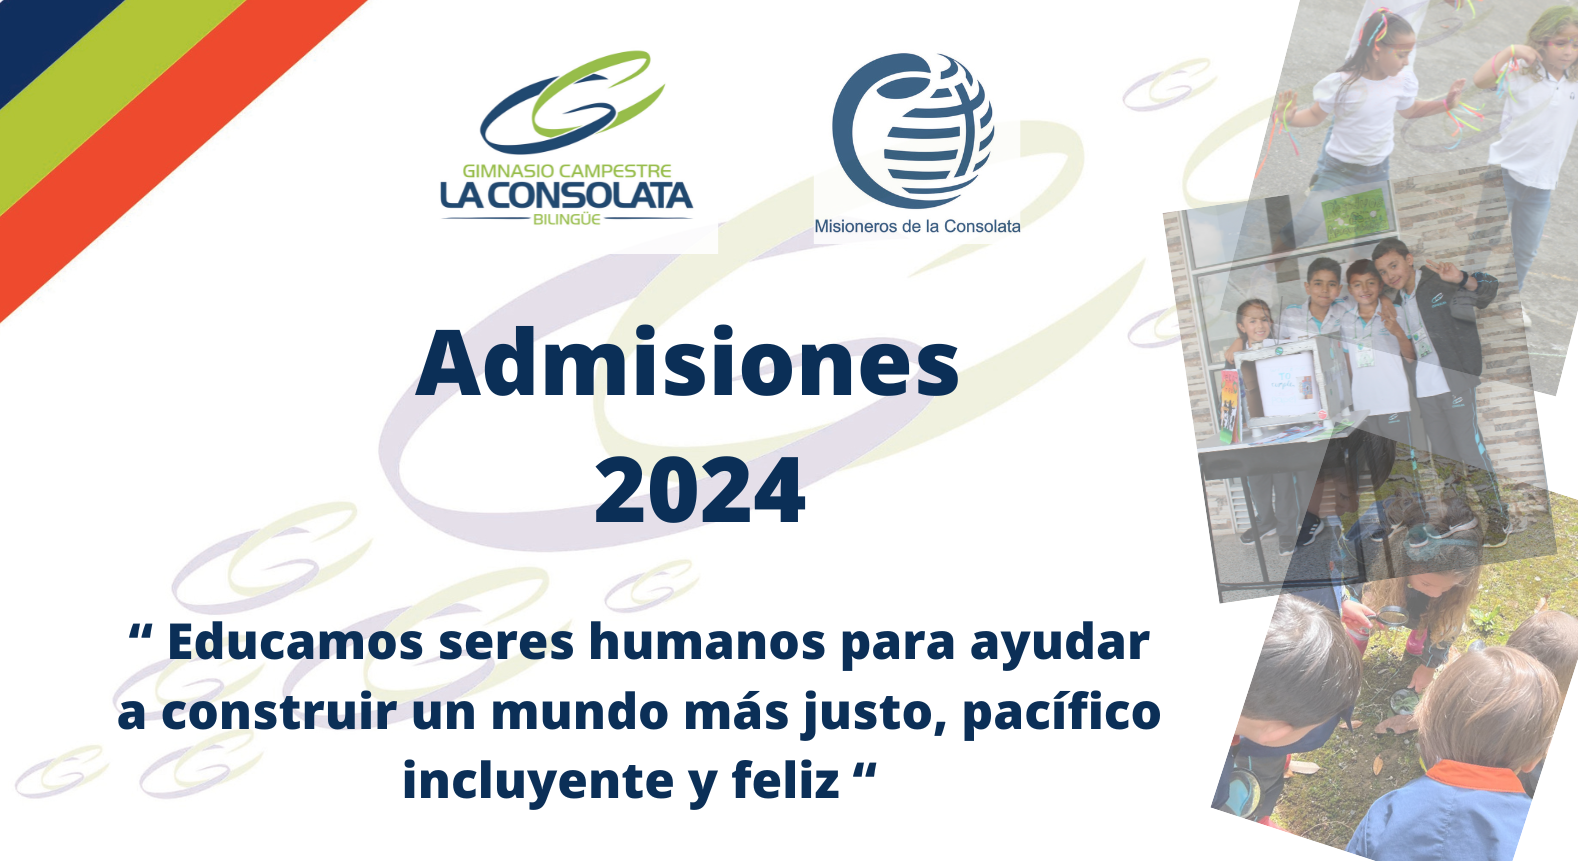 GIMNASIO CAMPESTRE
LA CONSOLATA
BILINGÜE
Misioneros de la Consolata
Admisiones
2024
“ Educamos seres humanos para ayudar
a construir un mundo más justo, pacífico
incluyente y feliz “